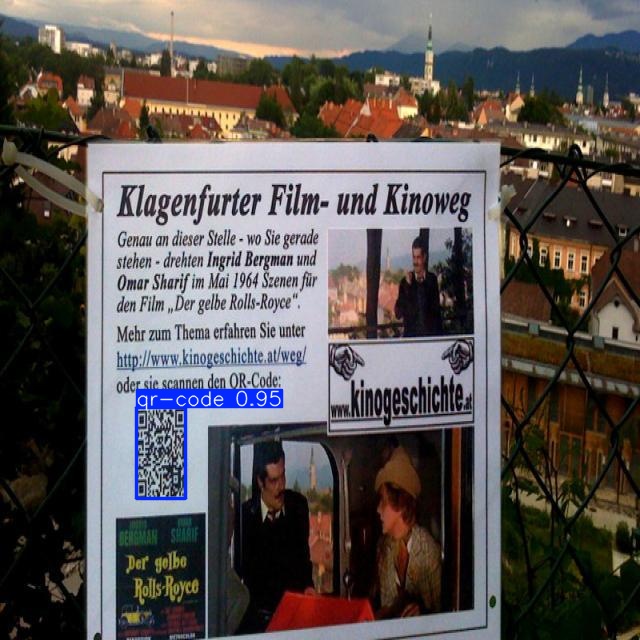 Klagenfurter Film- und Kinoweg
Genau an dieser Stelle - wo Sie gerade
stehen - drehten Ingrid Bergman und
Omar Sharif im Mai 1964 Szenen für
den Film „Der gelbe Rolls-Royce“.
Mehr zum Thema erfahren Sie unter
http://www.kinogeschichte.at/weg/
oder sie scannen den QR-Code:
qr-code 0.95
www.kinogeschichte.at
BERGMAN SHARIF
Der gelbe
Rolls-Royce